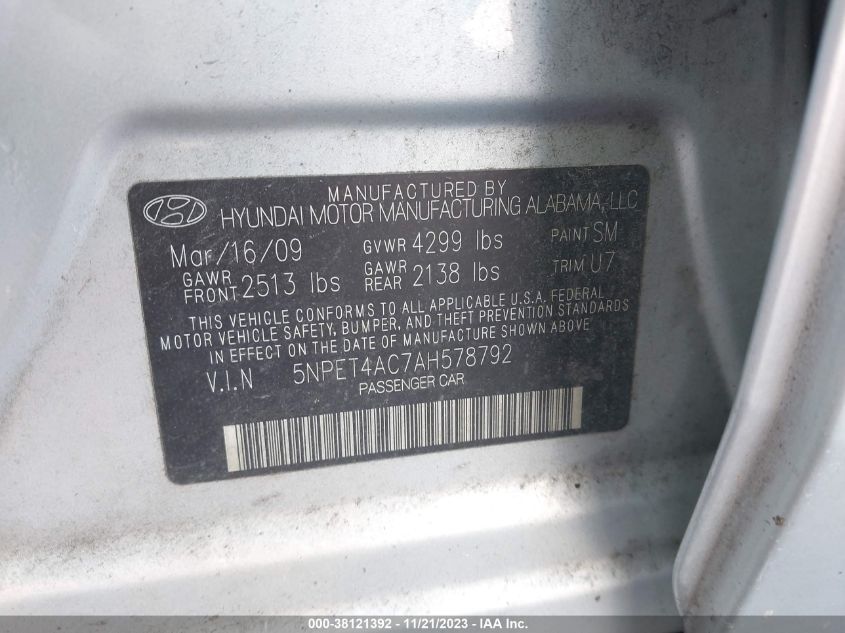 MANUFACTURED BY
HYUNDAI MOTOR MANUFACTURING ALABAMA, LLC
Mar/16/09 GVWR 4299 lbs PAINT SM
GAWR FRONT 2513 lbs GAWR REAR 2138 lbs TRIM U7
THIS VEHICLE CONFORMS TO ALL APPLICABLE U.S.A. FEDERAL
MOTOR VEHICLE SAFETY, BUMPER, AND THEFT PREVENTION STANDARDS
IN EFFECT ON THE DATE OF MANUFACTURE SHOWN ABOVE
V.I.N 5NPET4AC7AH578792
PASSENGER CAR
000-38121392 - 11/21/2023 - IAA Inc.